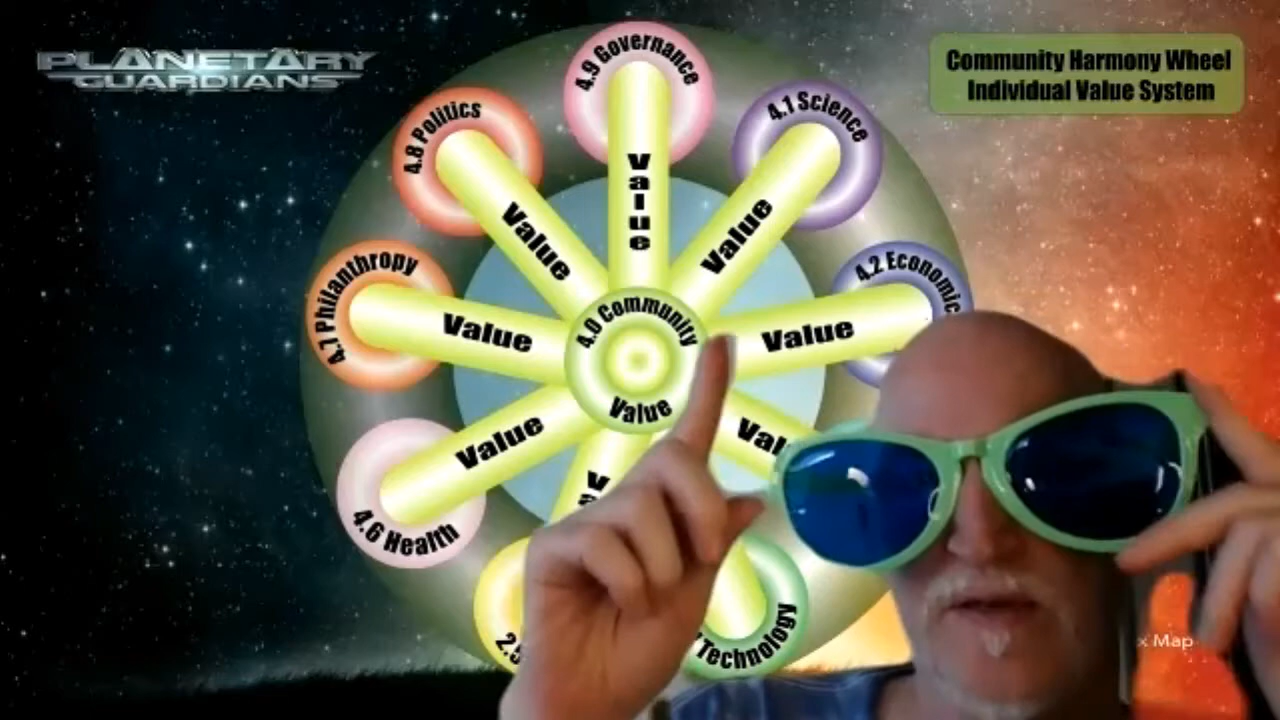 PLANETARY
GUARDIANS
Community Harmony Wheel
Individual Value System
4.9 Governance
4.8 Politics
4.1 Science
4.7 Philanthropy
4.2 Economic
Value
Value
Value
Value
Value
Value
4.0 Community
Value
4.6 Health
Technology
Map